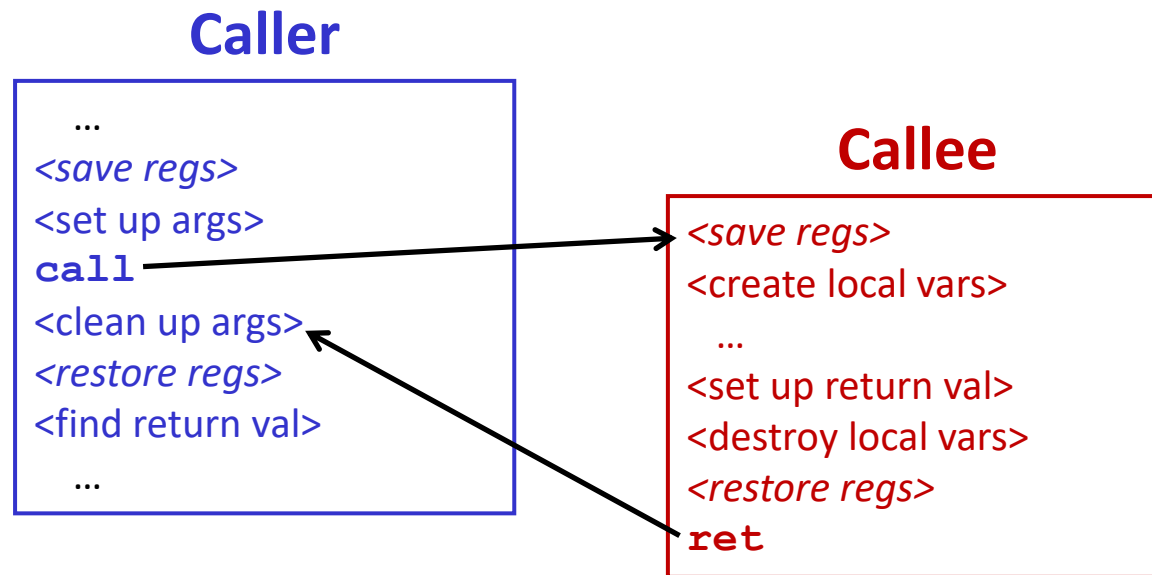 Caller
...
<save regs>
<set up args>
call
<clean up args>
<restore regs>
<find return val>
...
Callee
<save regs>
<create local vars>
...
<set up return val>
<destroy local vars>
<restore regs>
ret